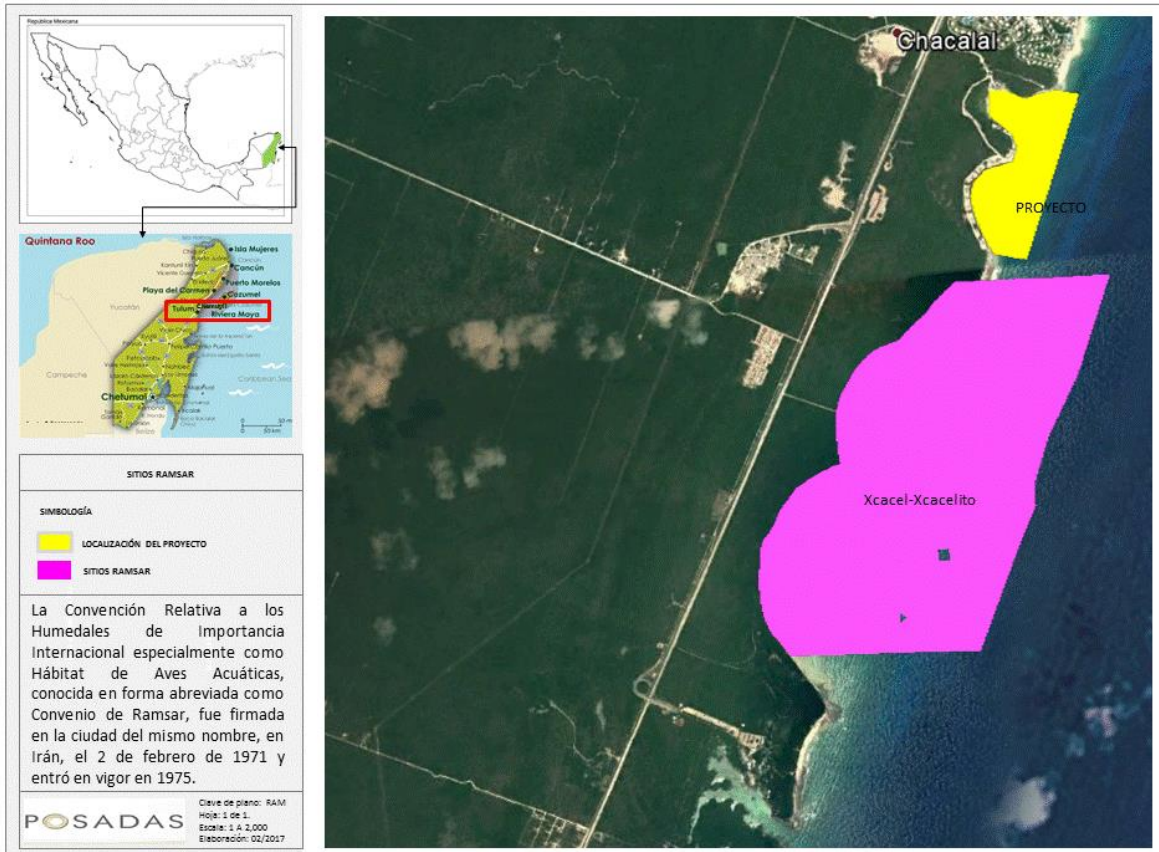 República Mexicana
Quintana Roo
Isla Mujeres
Cancún
Puerto Morelos
Playa del Carmen
Cozumel
Tulum
Riviera Maya
Yucatán
Campeche
Chetumal
SITIOS RAMSAR
SIMBOLOGÍA
LOCALIZACIÓN DEL PROYECTO
SITIOS RAMSAR
La Convención Relativa a los
Humedales de Importancia
Internacional especialmente como
Hábitat de Aves Acuáticas,
conocida en forma abreviada como
Convenio de Ramsar, fue firmada
en la ciudad del mismo nombre, en
Irán, el 2 de febrero de 1971 y
entró en vigor en 1975.
POSADAS
Clave de plano: RAM
Hoja: 1 de 1.
Escala: 1 A 2,000
Elaboración: 02/2017
Chacalal
PROYECTO
Xcacel-Xcacelito